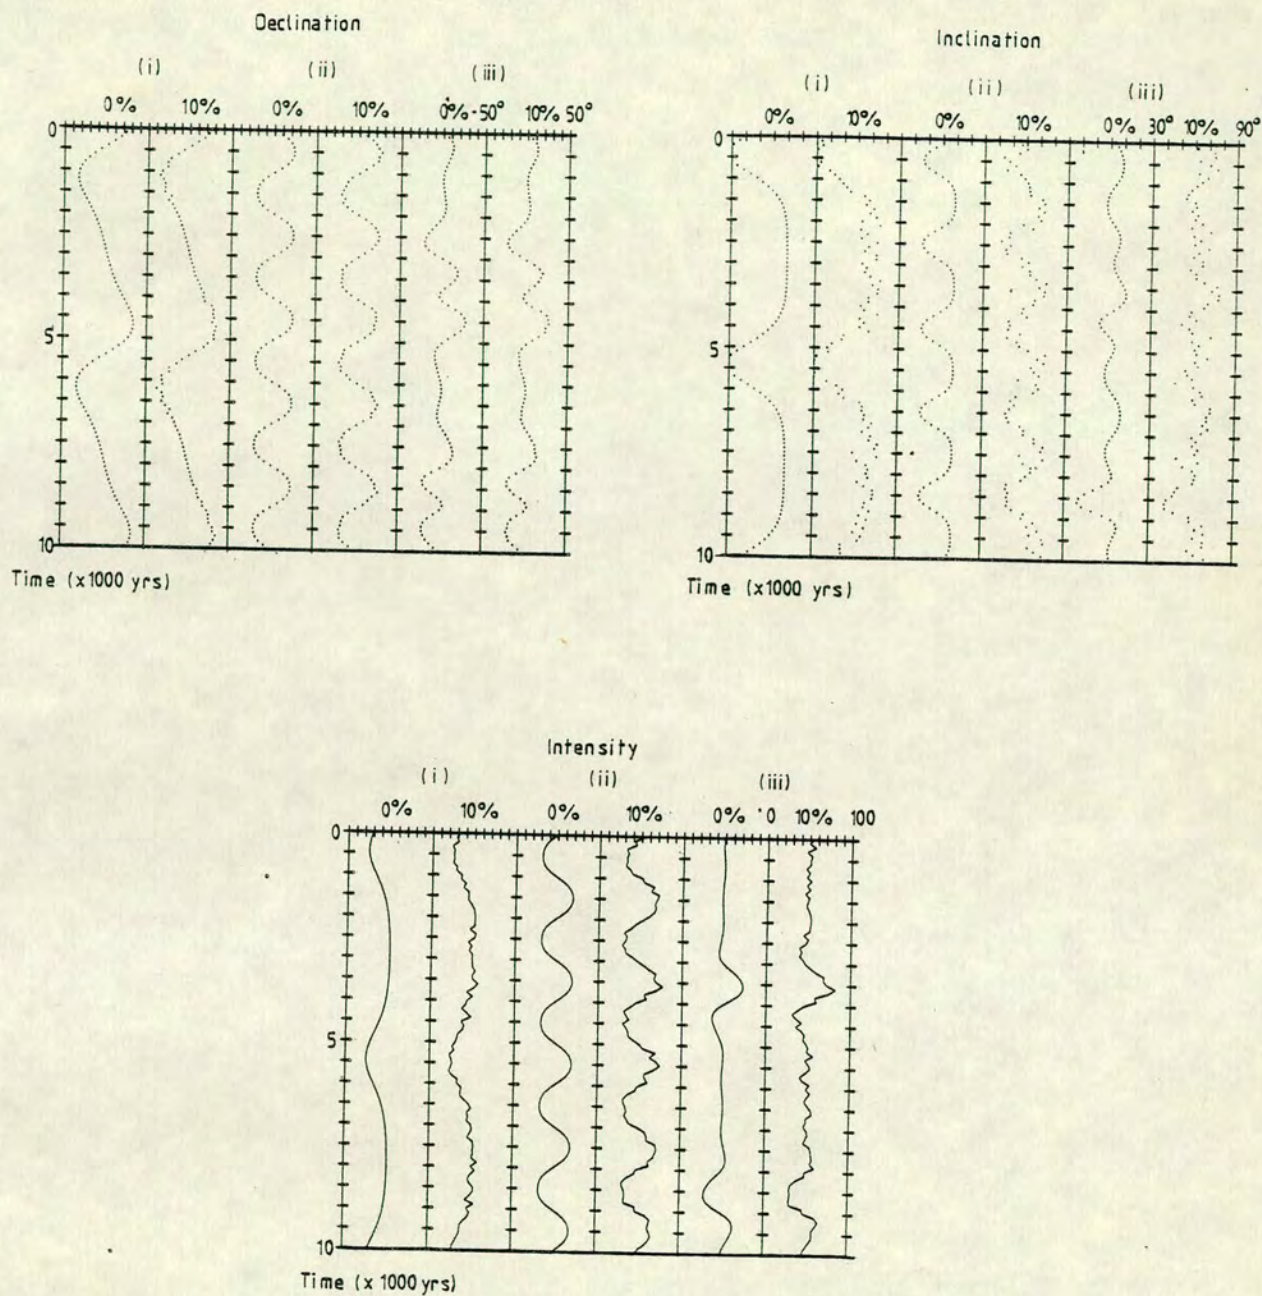 Declination
(i) (ii) (iii)
0% 10% 0% 10% 0% -50° 10% 50°
0
5
10
Time (x1000 yrs)
Inclination
(i) (ii) (iii)
0% 10% 0% 10% 0% 30° 10% 90°
0
5
10
Time (x1000 yrs)
Intensity
(i) (ii) (iii)
0% 10% 0% 10% 0% 0 10% 100
0
5
10
Time (x 1000 yrs)